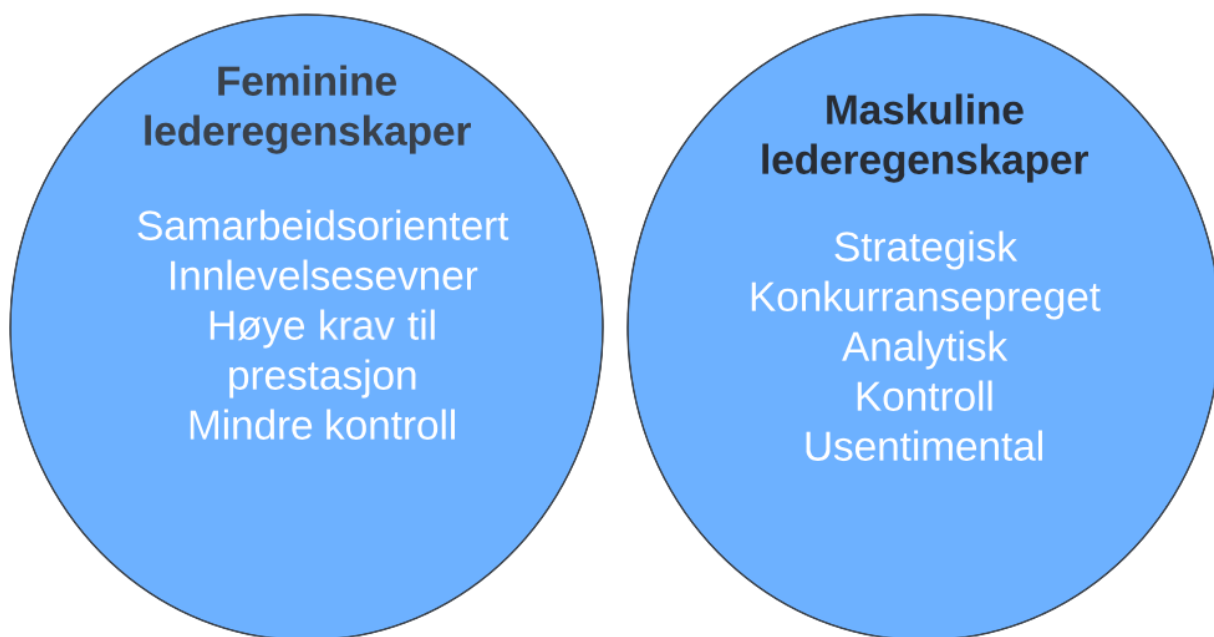 Feminine
lederegenskaper
Samarbeidsorientert
Innlevelsesevner
Høye krav til
prestasjon
Mindre kontroll
Maskuline
lederegenskaper
Strategisk
Konkurransepreget
Analytisk
Kontroll
Usentimental